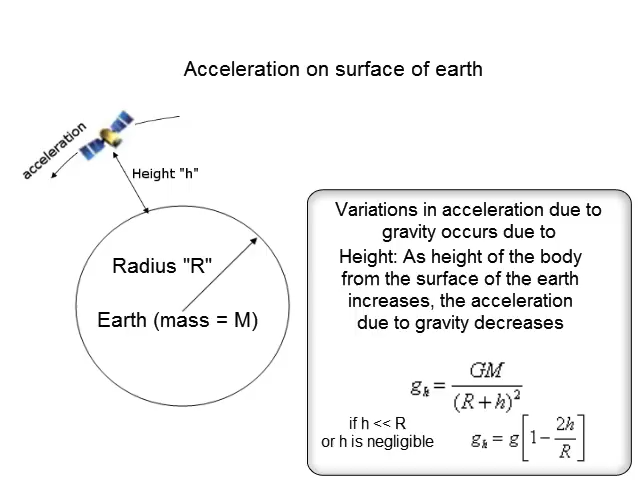 Acceleration on surface of earth
acceleration
Height "h"
Radius "R"
Earth (mass = M)
Variations in acceleration due to
gravity occurs due to
Height: As height of the body
from the surface of the earth
increases, the acceleration
due to gravity decreases
g_h = GM / (R + h)^2
if h << R
or h is negligible
g_h = g[1 − 2h/R]